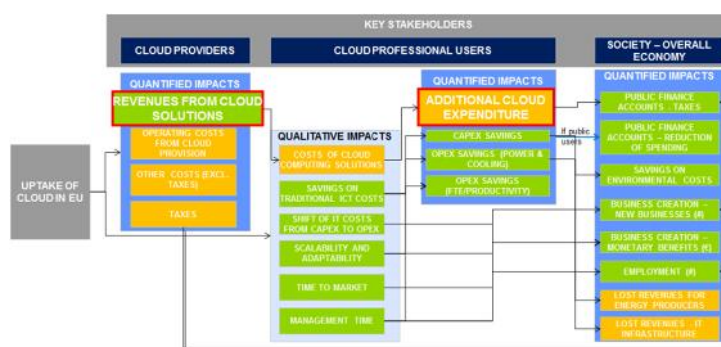 KEY STAKEHOLDERS
CLOUD PROVIDERS
CLOUD PROFESSIONAL USERS
SOCIETY – OVERALL
ECONOMY
UPTAKE OF
CLOUD IN EU
QUANTIFIED IMPACTS
REVENUES FROM CLOUD
SOLUTIONS
OPERATING COSTS
FROM CLOUD
PROVISION
OTHER COSTS (EXCL.
TAXES)
TAXES
QUALITATIVE IMPACTS
COSTS OF CLOUD
COMPUTING SOLUTIONS
SAVINGS ON
TRADITIONAL ICT COSTS
SHIFT OF IT COSTS
FROM CAPEX TO OPEX
SCALABILITY AND
ADAPTABILITY
TIME TO MARKET
MANAGEMENT TIME
QUANTIFIED IMPACTS
ADDITIONAL CLOUD
EXPENDITURE
CAPEX SAVINGS
OPEX SAVINGS (POWER &
COOLING)
OPEX SAVINGS
(FTE/PRODUCTIVITY)
If public
users
QUANTIFIED IMPACTS
PUBLIC FINANCE
ACCOUNTS - TAXES
PUBLIC FINANCE
ACCOUNTS – REDUCTION
OF SPENDING
SAVINGS ON
ENVIRONMENTAL COSTS
BUSINESS CREATION –
NEW BUSINESSES (#)
BUSINESS CREATION –
MONETARY BENEFITS (€)
EMPLOYMENT (#)
LOST REVENUES FOR
ENERGY PRODUCERS
LOST REVENUES - IT
INFRASTRUCTURE